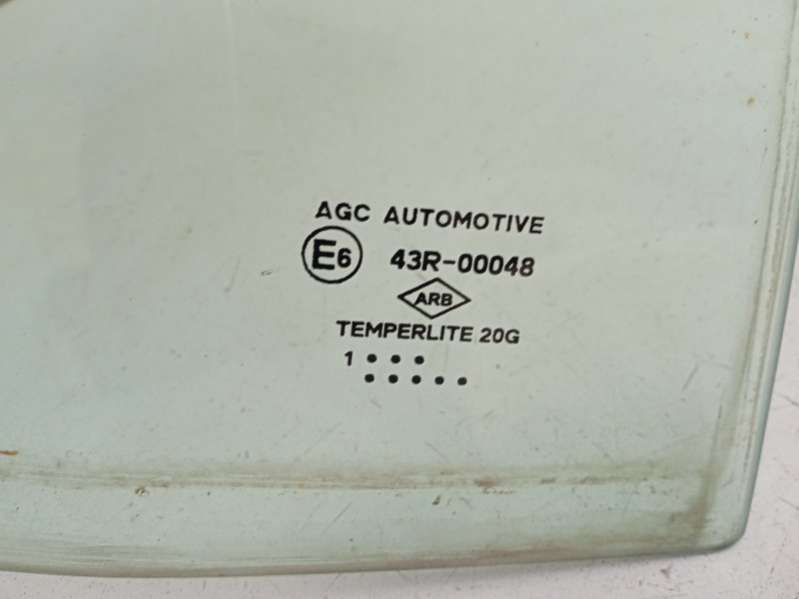 AGC AUTOMOTIVE
E6 43R-00048
ARB
TEMPERLITE 20G
1 • • •
• • • • •